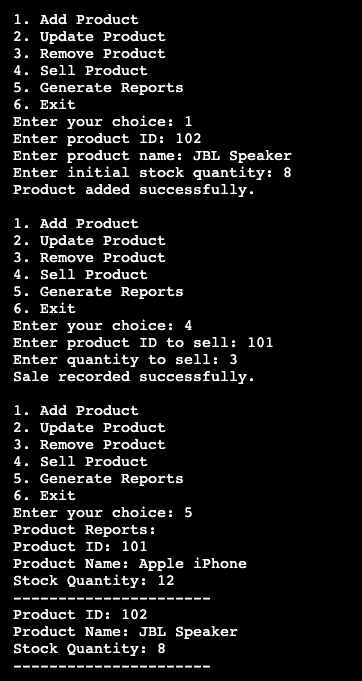 1. Add Product
2. Update Product
3. Remove Product
4. Sell Product
5. Generate Reports
6. Exit
Enter your choice: 1
Enter product ID: 102
Enter product name: JBL Speaker
Enter initial stock quantity: 8
Product added successfully.
1. Add Product
2. Update Product
3. Remove Product
4. Sell Product
5. Generate Reports
6. Exit
Enter your choice: 4
Enter product ID to sell: 101
Enter quantity to sell: 3
Sale recorded successfully.
1. Add Product
2. Update Product
3. Remove Product
4. Sell Product
5. Generate Reports
6. Exit
Enter your choice: 5
Product Reports:
Product ID: 101
Product Name: Apple iPhone
Stock Quantity: 12
----------------------
Product ID: 102
Product Name: JBL Speaker
Stock Quantity: 8
----------------------